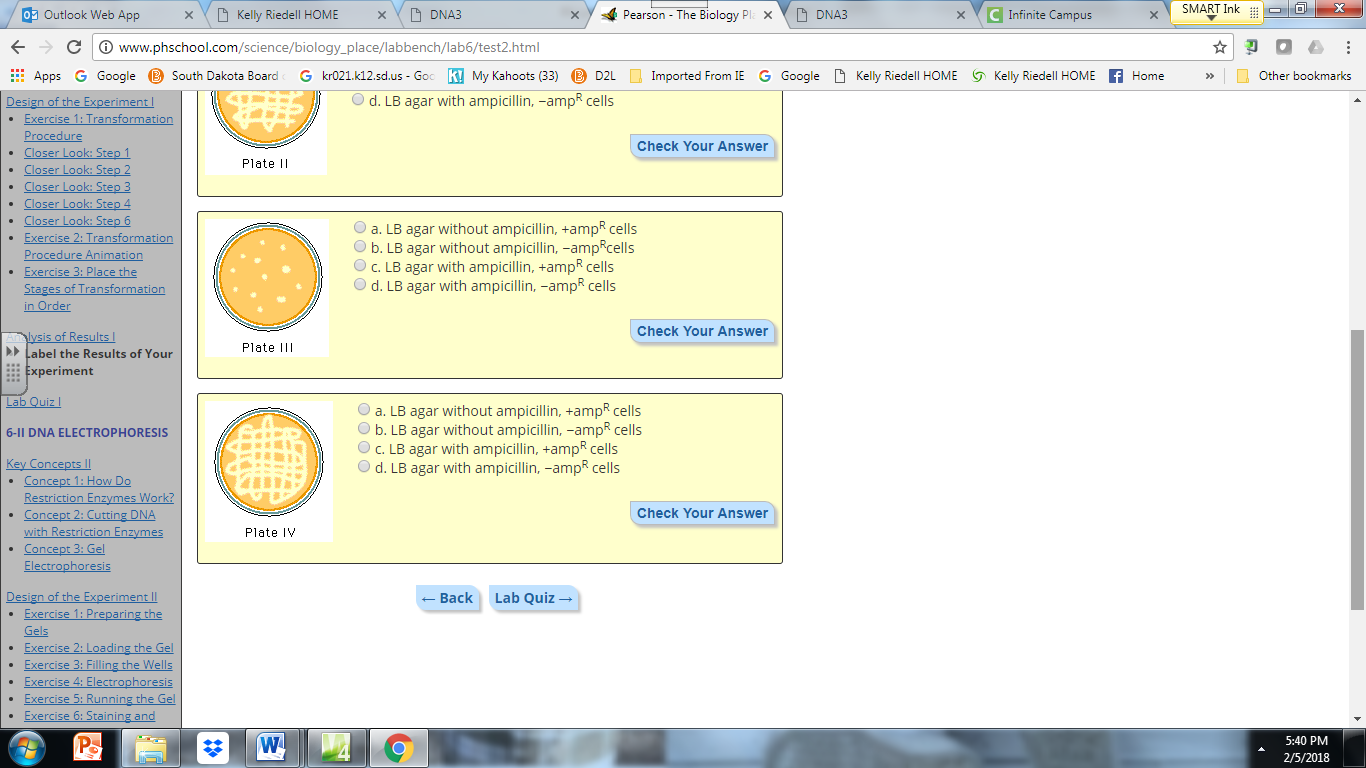 Outlook Web App
Kelly Riedell HOME
DNA3
Pearson - The Biology Pl
DNA3
Infinite Campus
SMART Ink
www.phschool.com/science/biology_place/labbench/lab6/test2.html
Apps
Google
South Dakota Board
kr021.k12.sd.us - Goo
My Kahoots (33)
D2L
Imported From IE
Google
Kelly Riedell HOME
Kelly Riedell HOME
Home
»
Other bookmarks
Design of the Experiment I
Exercise 1: Transformation
Procedure
Closer Look: Step 1
Closer Look: Step 2
Closer Look: Step 3
Closer Look: Step 4
Closer Look: Step 6
Exercise 2: Transformation
Procedure Animation
Exercise 3: Place the
Stages of Transformation
in Order
Analysis of Results I
Label the Results of Your
Experiment
Lab Quiz I
6-II DNA ELECTROPHORESIS
Key Concepts II
Concept 1: How Do
Restriction Enzymes Work?
Concept 2: Cutting DNA
with Restriction Enzymes
Concept 3: Gel
Electrophoresis
Design of the Experiment II
Exercise 1: Preparing the
Gels
Exercise 2: Loading the Gel
Exercise 3: Filling the Wells
Exercise 4: Electrophoresis
Exercise 5: Running the Gel
Exercise 6: Staining and
d. LB agar with ampicillin, −ampᴿ cells
Check Your Answer
Plate II
a. LB agar without ampicillin, +ampᴿ cells
b. LB agar without ampicillin, −ampᴿcells
c. LB agar with ampicillin, +ampᴿ cells
d. LB agar with ampicillin, −ampᴿ cells
Check Your Answer
Plate III
a. LB agar without ampicillin, +ampᴿ cells
b. LB agar without ampicillin, −ampᴿ cells
c. LB agar with ampicillin, +ampᴿ cells
d. LB agar with ampicillin, −ampᴿ cells
Check Your Answer
Plate IV
← Back
Lab Quiz →
5:40 PM
2/5/2018